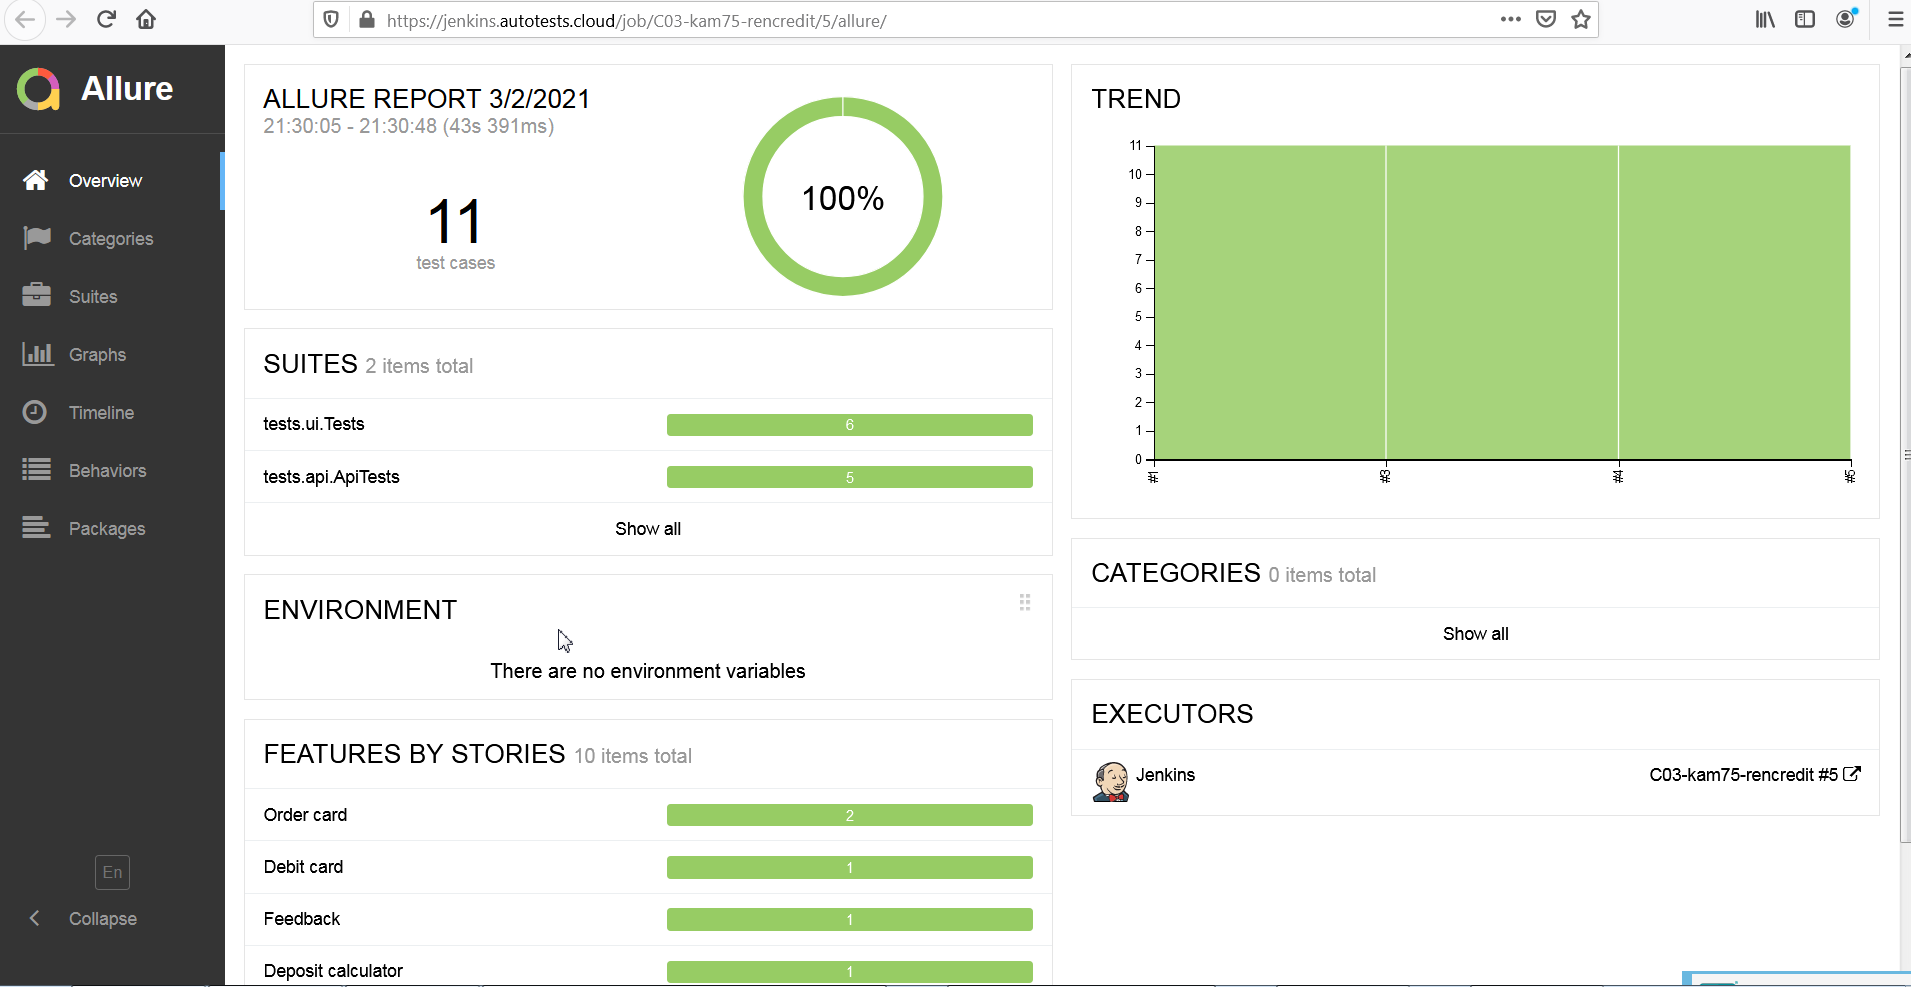 https://jenkins.autotests.cloud/job/C03-kam75-rencredit/5/allure/
Allure
Overview
Categories
Suites
Graphs
Timeline
Behaviors
Packages
En
Collapse
ALLURE REPORT 3/2/2021
21:30:05 - 21:30:48 (43s 391ms)
11
test cases
100%
SUITES 2 items total
tests.ui.Tests 6
tests.api.ApiTests 5
Show all
ENVIRONMENT
There are no environment variables
FEATURES BY STORIES 10 items total
Order card 2
Debit card 1
Feedback 1
Deposit calculator 1
TREND
11
10
9
8
7
6
5
4
3
2
1
0
#1 #3 #4 #5
CATEGORIES 0 items total
Show all
EXECUTORS
Jenkins C03-kam75-rencredit #5